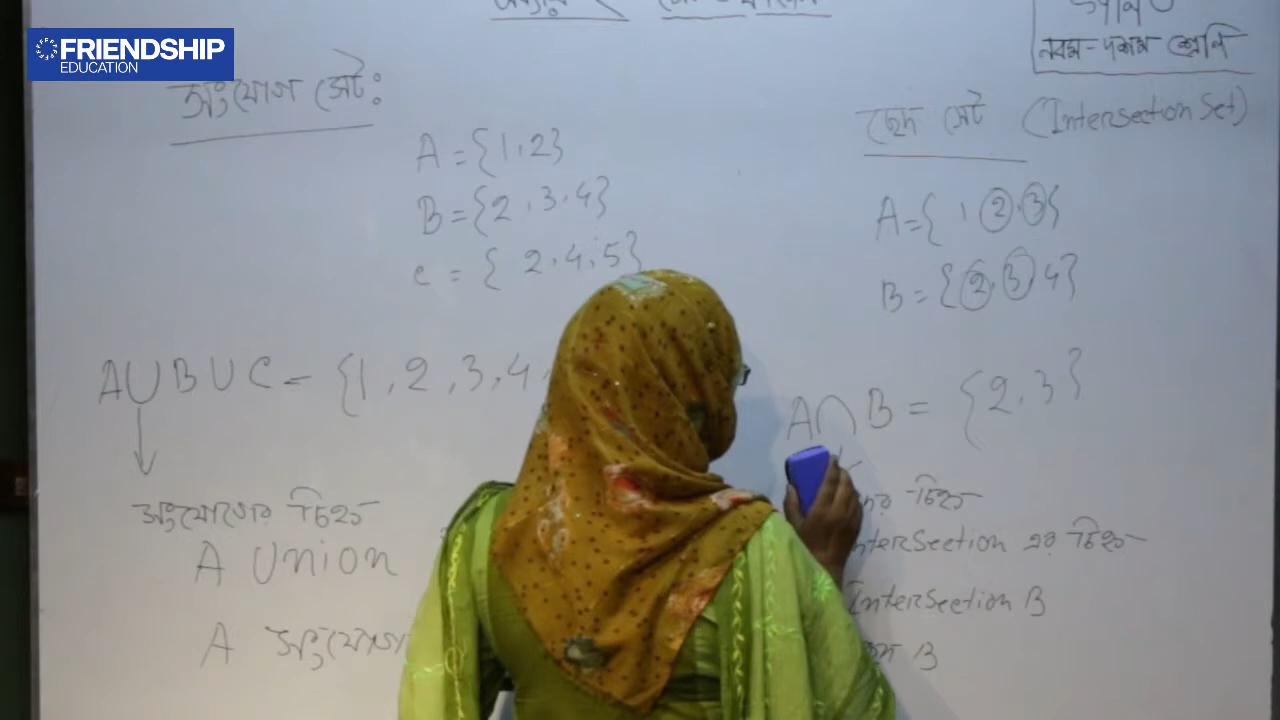 FRIENDSHIP
EDUCATION
নবম-দশম শ্রেণি
সংযোগ সেট:
A = {1,2}
B = {2,3,4}
C = { 2,4,5}
A∪B∪C = {1,2,3,4,
সংযোগের চিহ্ন
A Union
A সংযোগ
ছেদ সেট (Intersection Set)
A={ 1 2,3}
B = {2,3,4}
A∩B = {2,3}
চিহ্ন
ntersection এর চিহ্ন
Intersection B
B